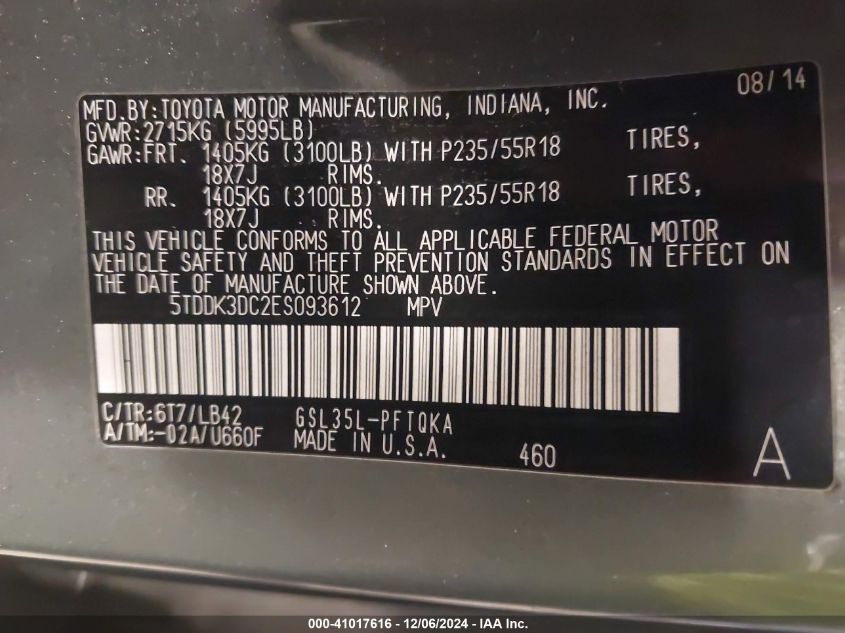 08/14
MFD.BY:TOYOTA MOTOR MANUFACTURING, INDIANA, INC.
GVWR:2715KG (5995LB)
GAWR:FRT. 1405KG (3100LB) WITH P235/55R18 TIRES,
18X7J RIMS.
RR. 1405KG (3100LB) WITH P235/55R18 TIRES,
18X7J RIMS.
THIS VEHICLE CONFORMS TO ALL APPLICABLE FEDERAL MOTOR
VEHICLE SAFETY AND THEFT PREVENTION STANDARDS IN EFFECT ON
THE DATE OF MANUFACTURE SHOWN ABOVE.
5TDDK3DC2ES093612 MPV
C/TR:6T7/LB42 GSL35L-PFTQKA
A/TM:-02A/U660F MADE IN U.S.A. 460 A
000-41017616 - 12/06/2024 - IAA Inc.